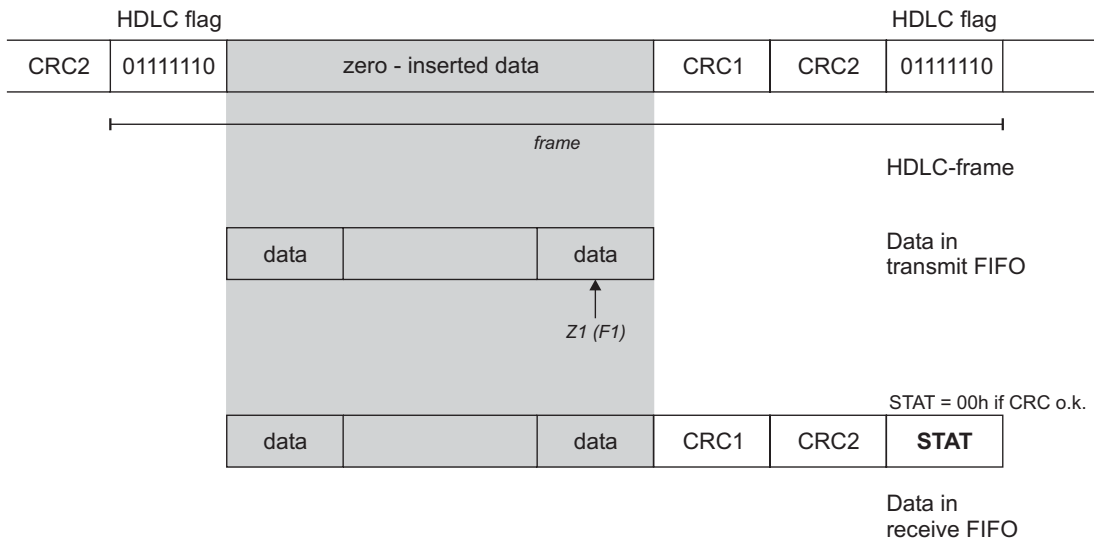 HDLC flag HDLC flag
CRC2 01111110 zero - inserted data CRC1 CRC2 01111110
frame
HDLC-frame
Data in
data data transmit FIFO
Z1 (F1)
STAT = 00h if CRC o.k.
data data CRC1 CRC2 STAT
Data in
receive FIFO